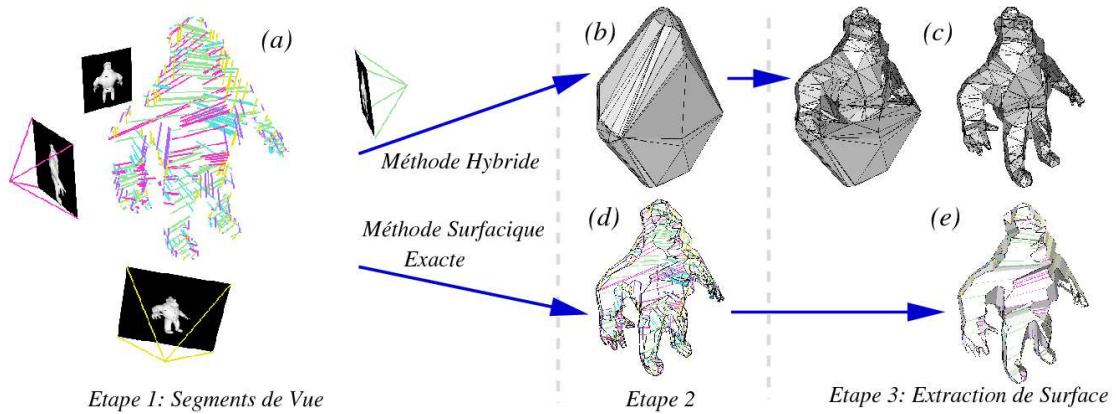 (a)
(b)
(c)
Méthode Hybride
(d)
(e)
Méthode Surfacique
Exacte
Etape 1: Segments de Vue
Etape 2
Etape 3: Extraction de Surface